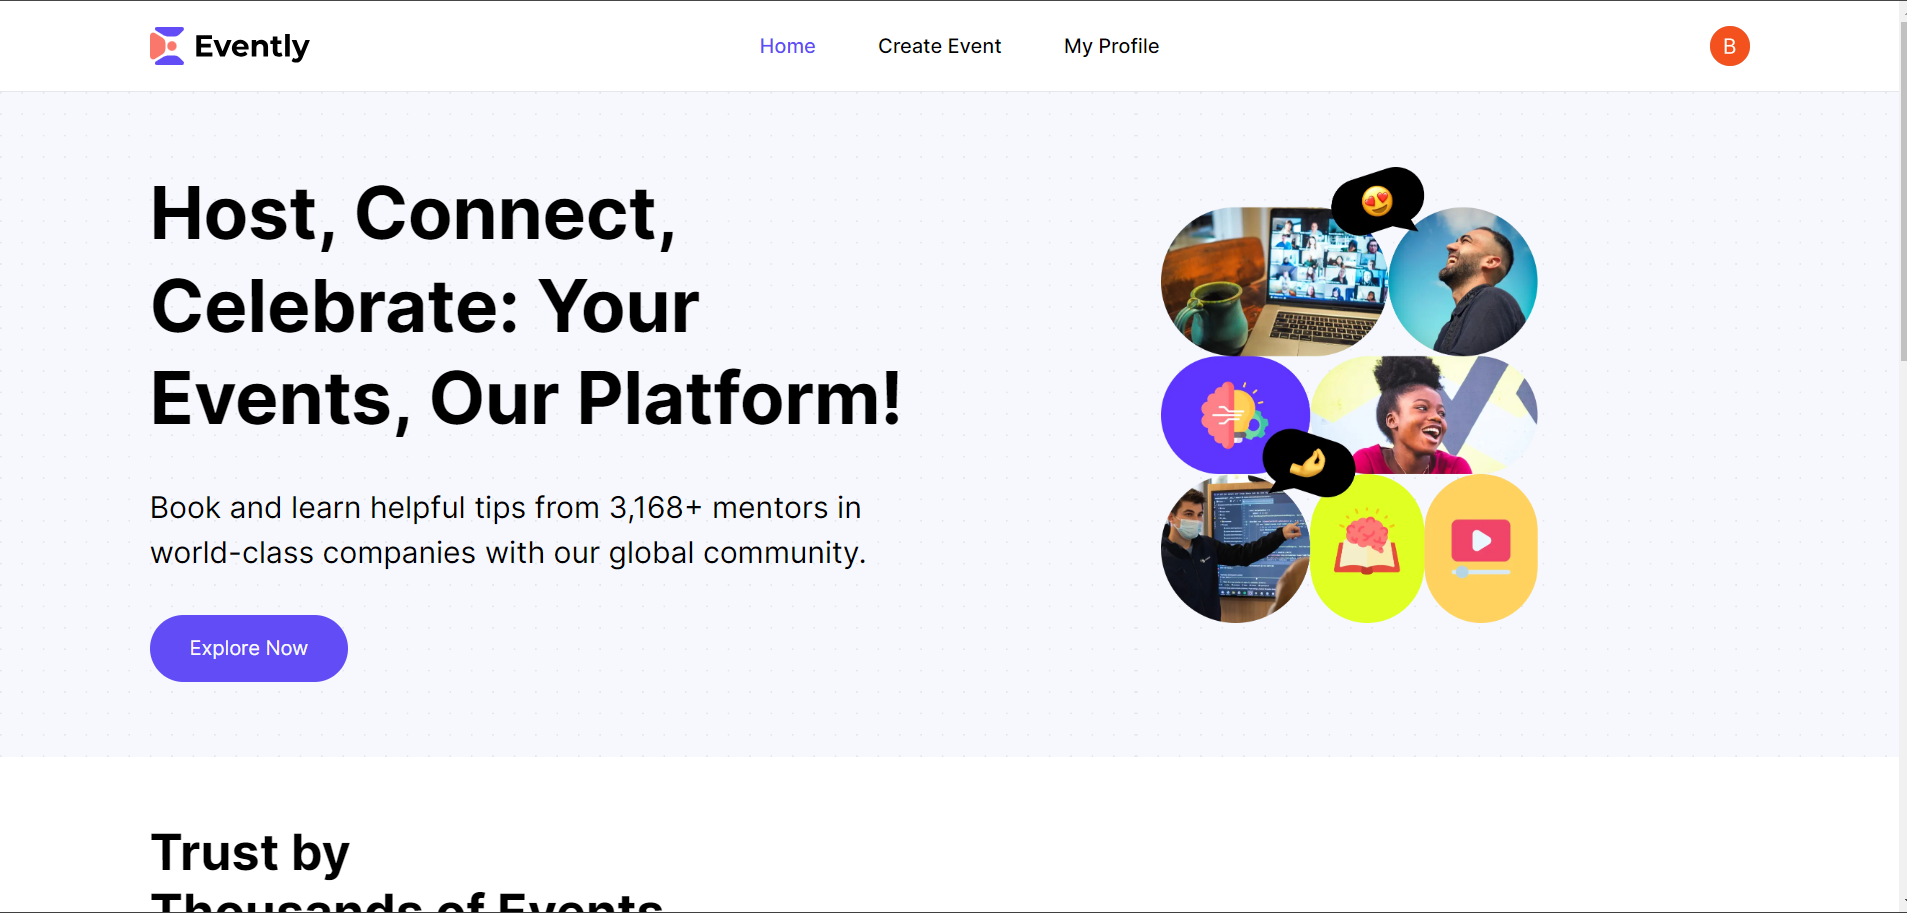 Evently
Home
Create Event
My Profile
B
Host, Connect,
Celebrate: Your
Events, Our Platform!
Book and learn helpful tips from 3,168+ mentors in
world-class companies with our global community.
Explore Now
Trust by
Thousands of Events